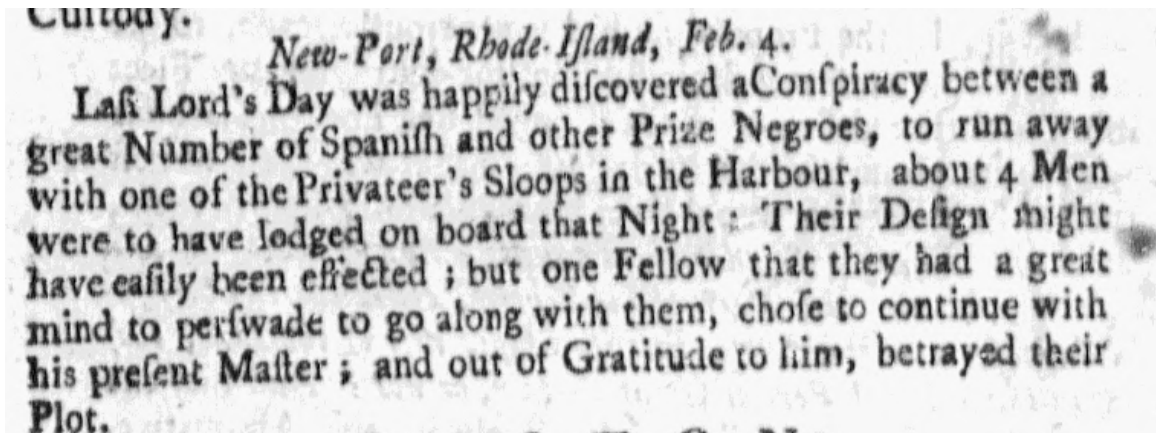 Custody.
New-Port, Rhode-Iſland, Feb. 4.
Laſt Lord's Day was happily diſcovered a Conſpiracy between a
great Number of Spaniſh and other Prize Negroes, to run away
with one of the Privateer's Sloops in the Harbour, about 4 Men
were to have lodged on board that Night : Their Deſign might
have eaſily been effected ; but one Fellow that they had a great
mind to perſwade to go along with them, choſe to continue with
his preſent Maſter ; and out of Gratitude to him, betrayed their
Plot.